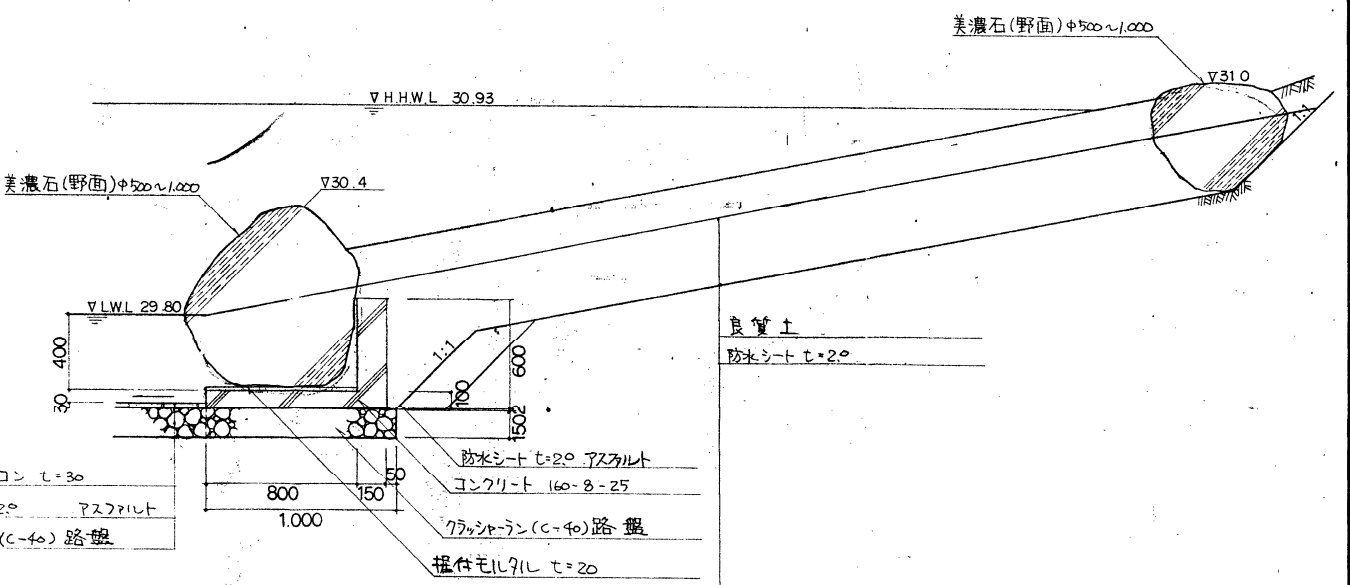 美濃石(野面)φ500~1.000
▽31 0
1:1
▽H.H.W.L 30.93
美濃石(野面)φ500~1.000
▽30.4
▽L.W.L 29.80
400
30
1:1
600
100
1502
良質土
防水シート t=2.0
800
150
50
1.000
防水シート t=2.0 アスファルト
コンクリート 160-8-25
クラッシャーラン(C-40)路盤
据付モルタル t=20
コン t=30
2.0 アスファルト
(C-40)路盤